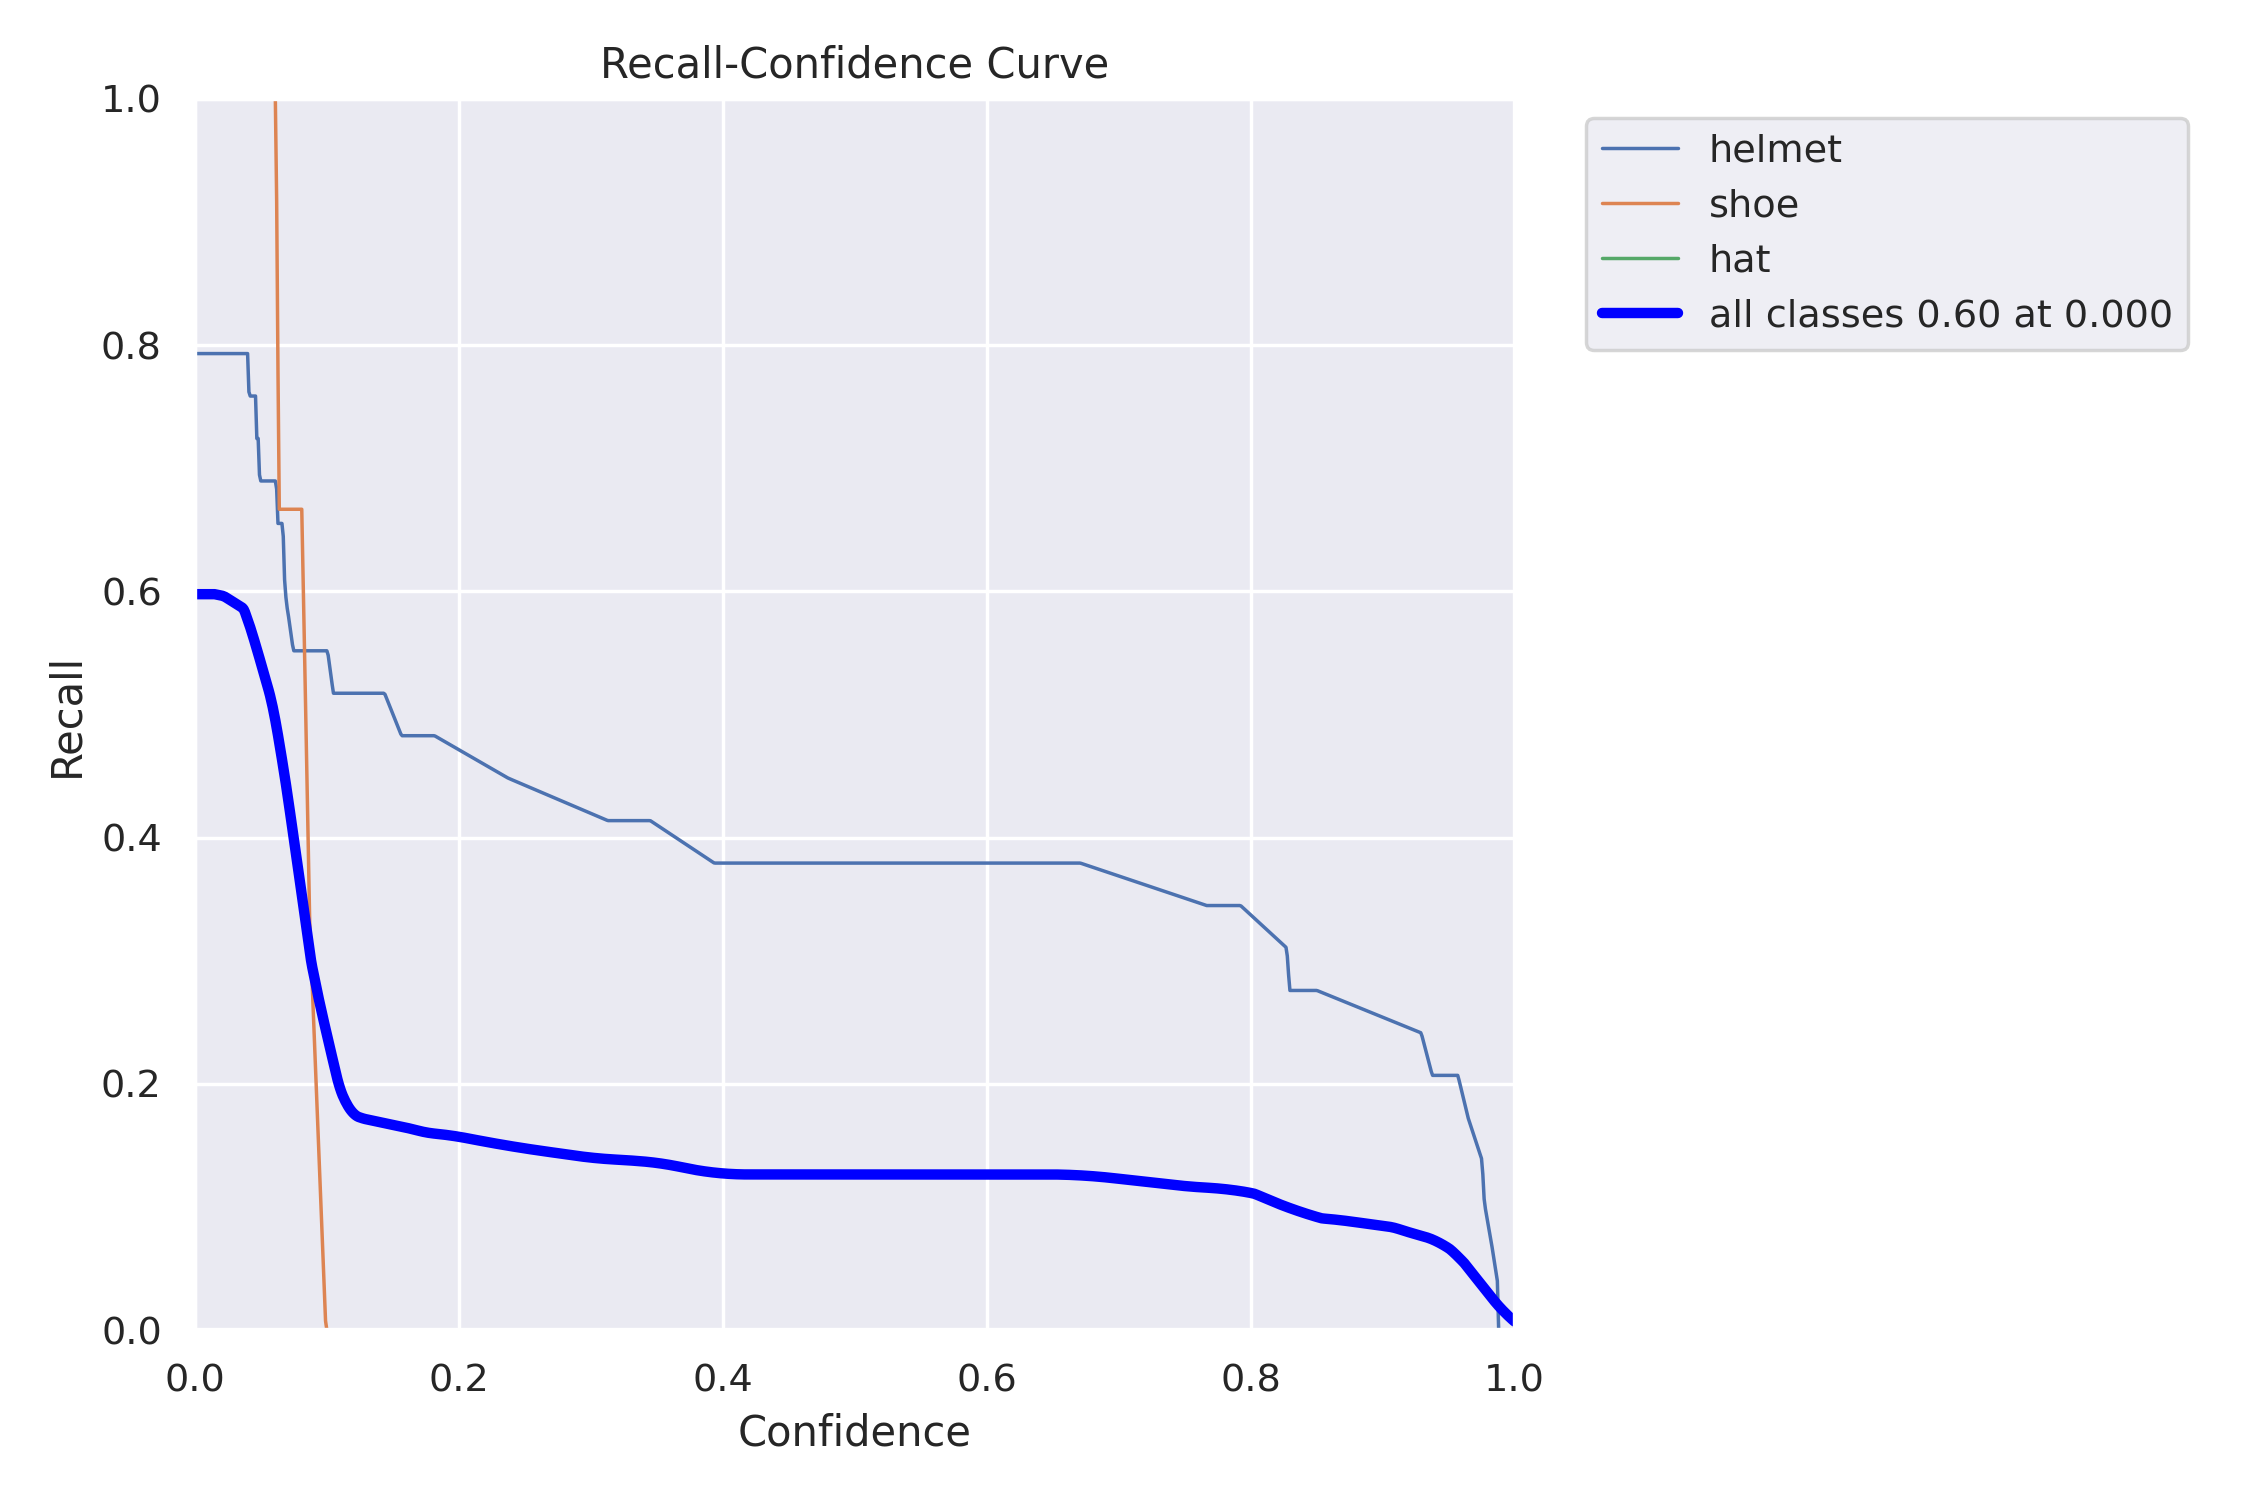 Recall-Confidence Curve
1.0
0.8
0.6
0.4
0.2
0.0
Recall
0.0 0.2 0.4 0.6 0.8 1.0
Confidence
helmet
shoe
hat
all classes 0.60 at 0.000